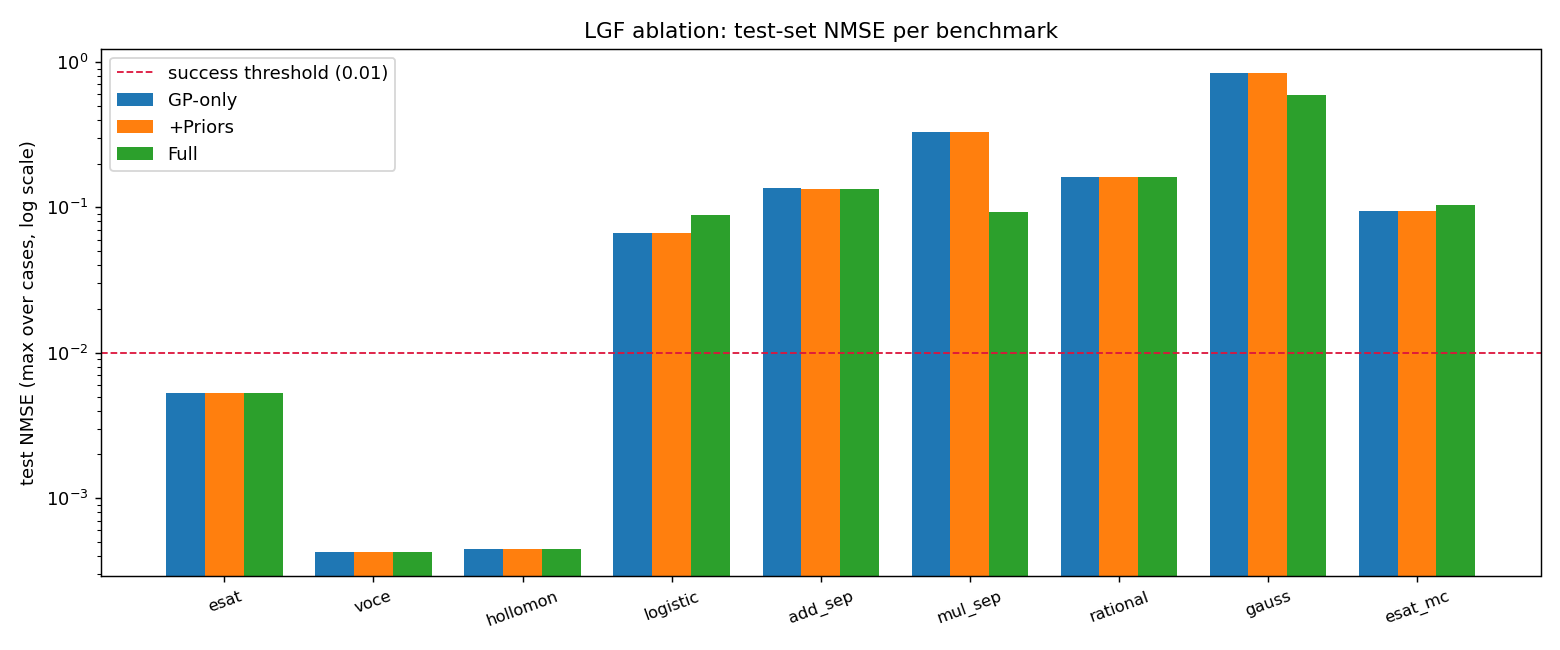 LGF ablation: test-set NMSE per benchmark
test NMSE (max over cases, log scale)
10⁰
10⁻¹
10⁻²
10⁻³
success threshold (0.01)
GP-only
+Priors
Full
esat
voce
hollomon
logistic
add_sep
mul_sep
rational
gauss
esat_mc